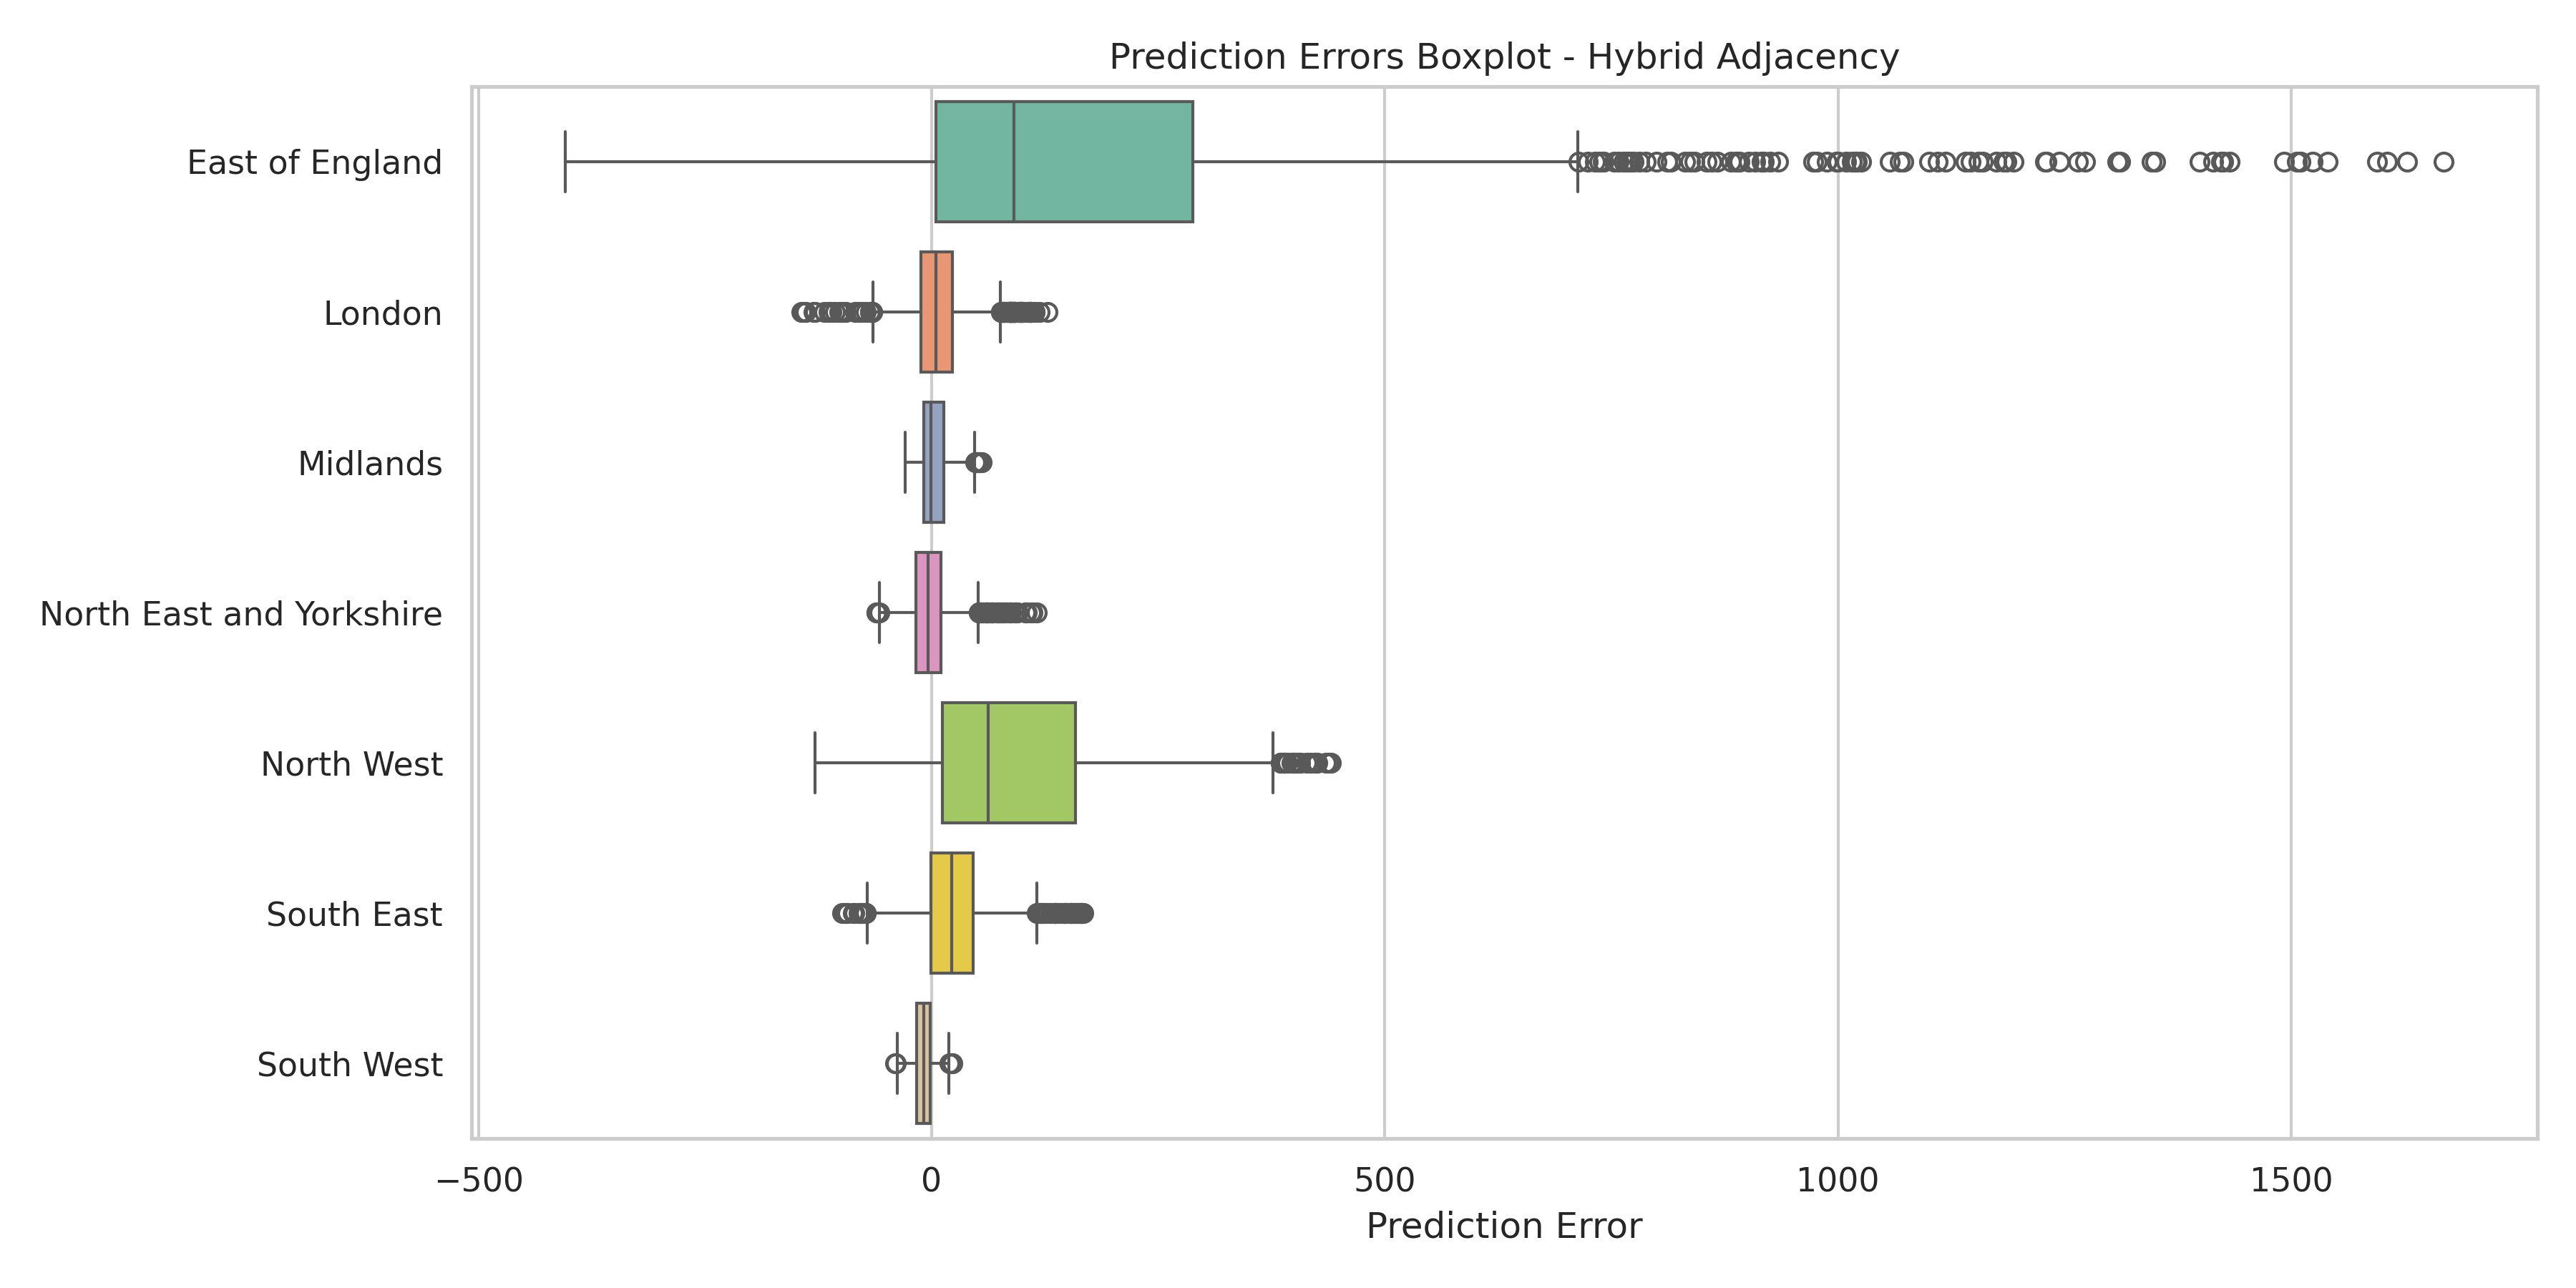 Prediction Errors Boxplot - Hybrid Adjacency
East of England
London
Midlands
North East and Yorkshire
North West
South East
South West
−500 0 500 1000 1500
Prediction Error